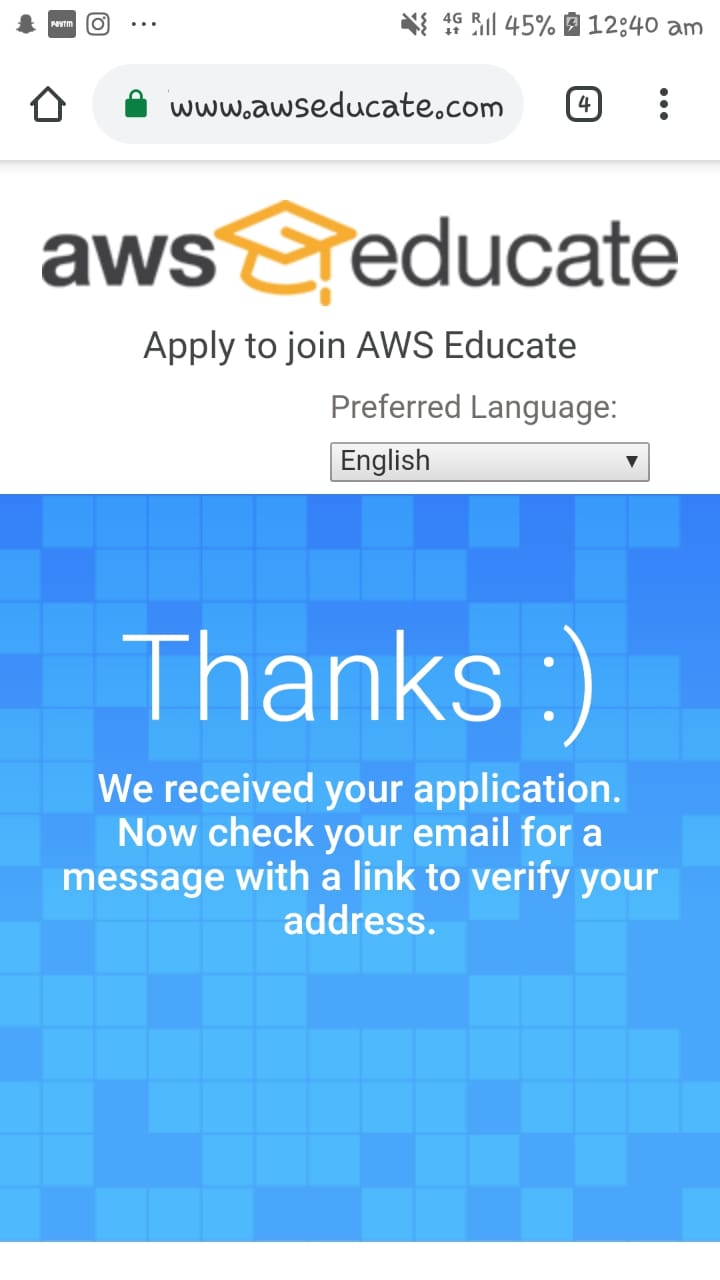 Paytm ... 4G R 45% 12:40 am
www.awseducate.com 4
aws educate
Apply to join AWS Educate
Preferred Language:
English
Thanks :)
We received your application.
Now check your email for a
message with a link to verify your
address.